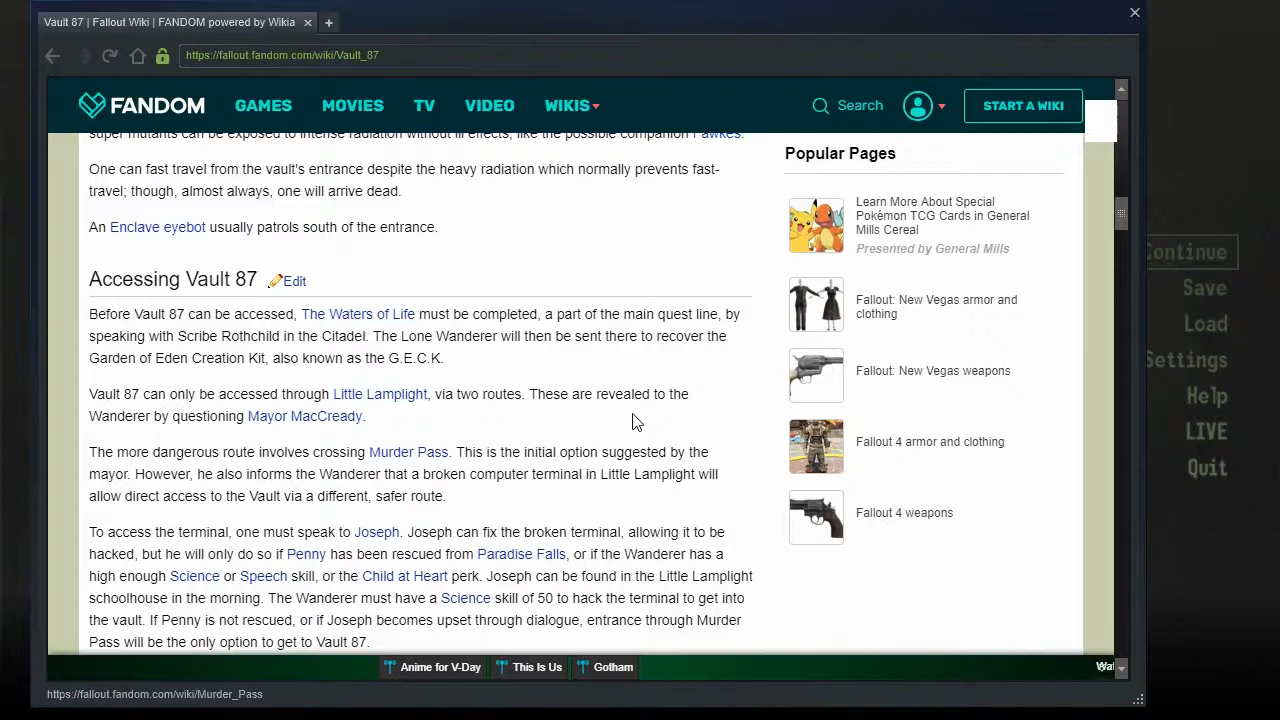 Vault 87 | Fallout Wiki | FANDOM powered by Wikia
https://fallout.fandom.com/wiki/Vault_87
FANDOM GAMES MOVIES TV VIDEO WIKIS Search START A WIKI
super mutants can be exposed to intense radiation without ill effects, like the possible companion Fawkes.
One can fast travel from the vault's entrance despite the heavy radiation which normally prevents fast-
travel; though, almost always, one will arrive dead.
An Enclave eyebot usually patrols south of the entrance.
Accessing Vault 87 Edit
Before Vault 87 can be accessed, The Waters of Life must be completed, a part of the main quest line, by
speaking with Scribe Rothchild in the Citadel. The Lone Wanderer will then be sent there to recover the
Garden of Eden Creation Kit, also known as the G.E.C.K.
Vault 87 can only be accessed through Little Lamplight, via two routes. These are revealed to the
Wanderer by questioning Mayor MacCready.
The more dangerous route involves crossing Murder Pass. This is the initial option suggested by the
mayor. However, he also informs the Wanderer that a broken computer terminal in Little Lamplight will
allow direct access to the Vault via a different, safer route.
To access the terminal, one must speak to Joseph. Joseph can fix the broken terminal, allowing it to be
hacked, but he will only do so if Penny has been rescued from Paradise Falls, or if the Wanderer has a
high enough Science or Speech skill, or the Child at Heart perk. Joseph can be found in the Little Lamplight
schoolhouse in the morning. The Wanderer must have a Science skill of 50 to hack the terminal to get into
the vault. If Penny is not rescued, or if Joseph becomes upset through dialogue, entrance through Murder
Pass will be the only option to get to Vault 87.
Popular Pages
Learn More About Special
Pokémon TCG Cards in General
Mills Cereal
Presented by General Mills
Fallout: New Vegas armor and
clothing
Fallout: New Vegas weapons
Fallout 4 armor and clothing
Fallout 4 weapons
Anime for V-Day
This Is Us
Gotham
https://fallout.fandom.com/wiki/Murder_Pass
Continue
Save
Load
Settings
Help
LIVE
Quit